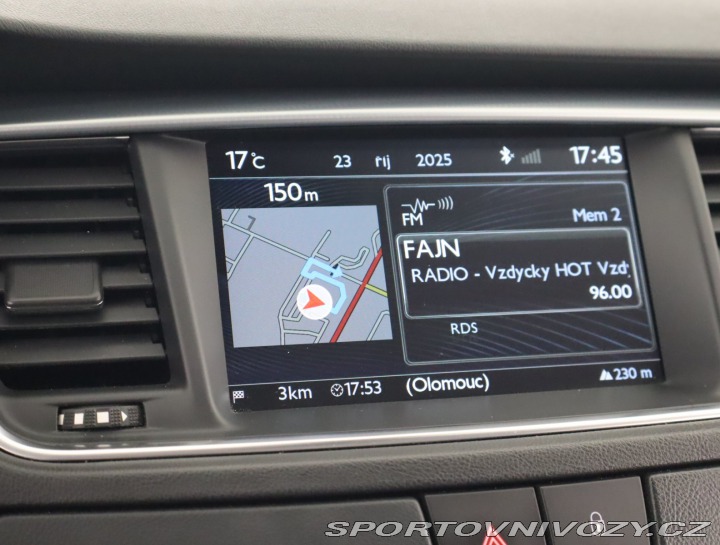 17°C 23 říj 2025 17:45
150 m
FM Mem 2
FAJN
RADIO - Vzdycky HOT Vzd
96.00
RDS
3km 17:53 (Olomouc) 230 m
SPORTOVNIVOZY.CZ